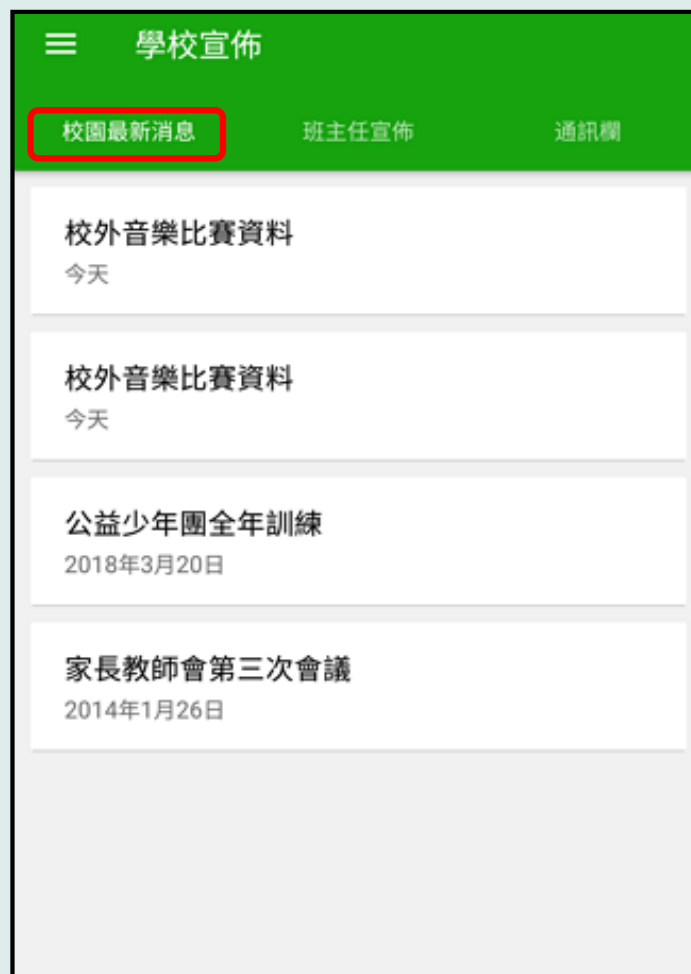 學校宣佈
校園最新消息 班主任宣佈 通訊欄
校外音樂比賽資料
今天
校外音樂比賽資料
今天
公益少年團全年訓練
2018年3月20日
家長教師會第三次會議
2014年1月26日